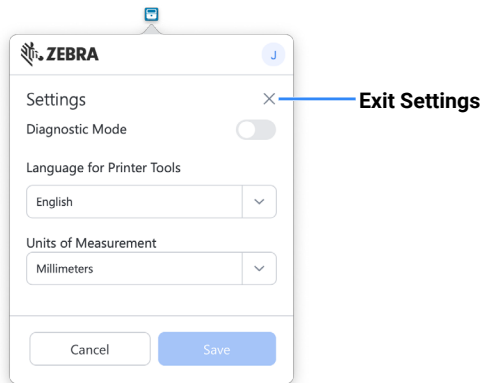 ZEBRA
J
Settings
Exit Settings
Diagnostic Mode
Language for Printer Tools
English
Units of Measurement
Millimeters
Cancel Save